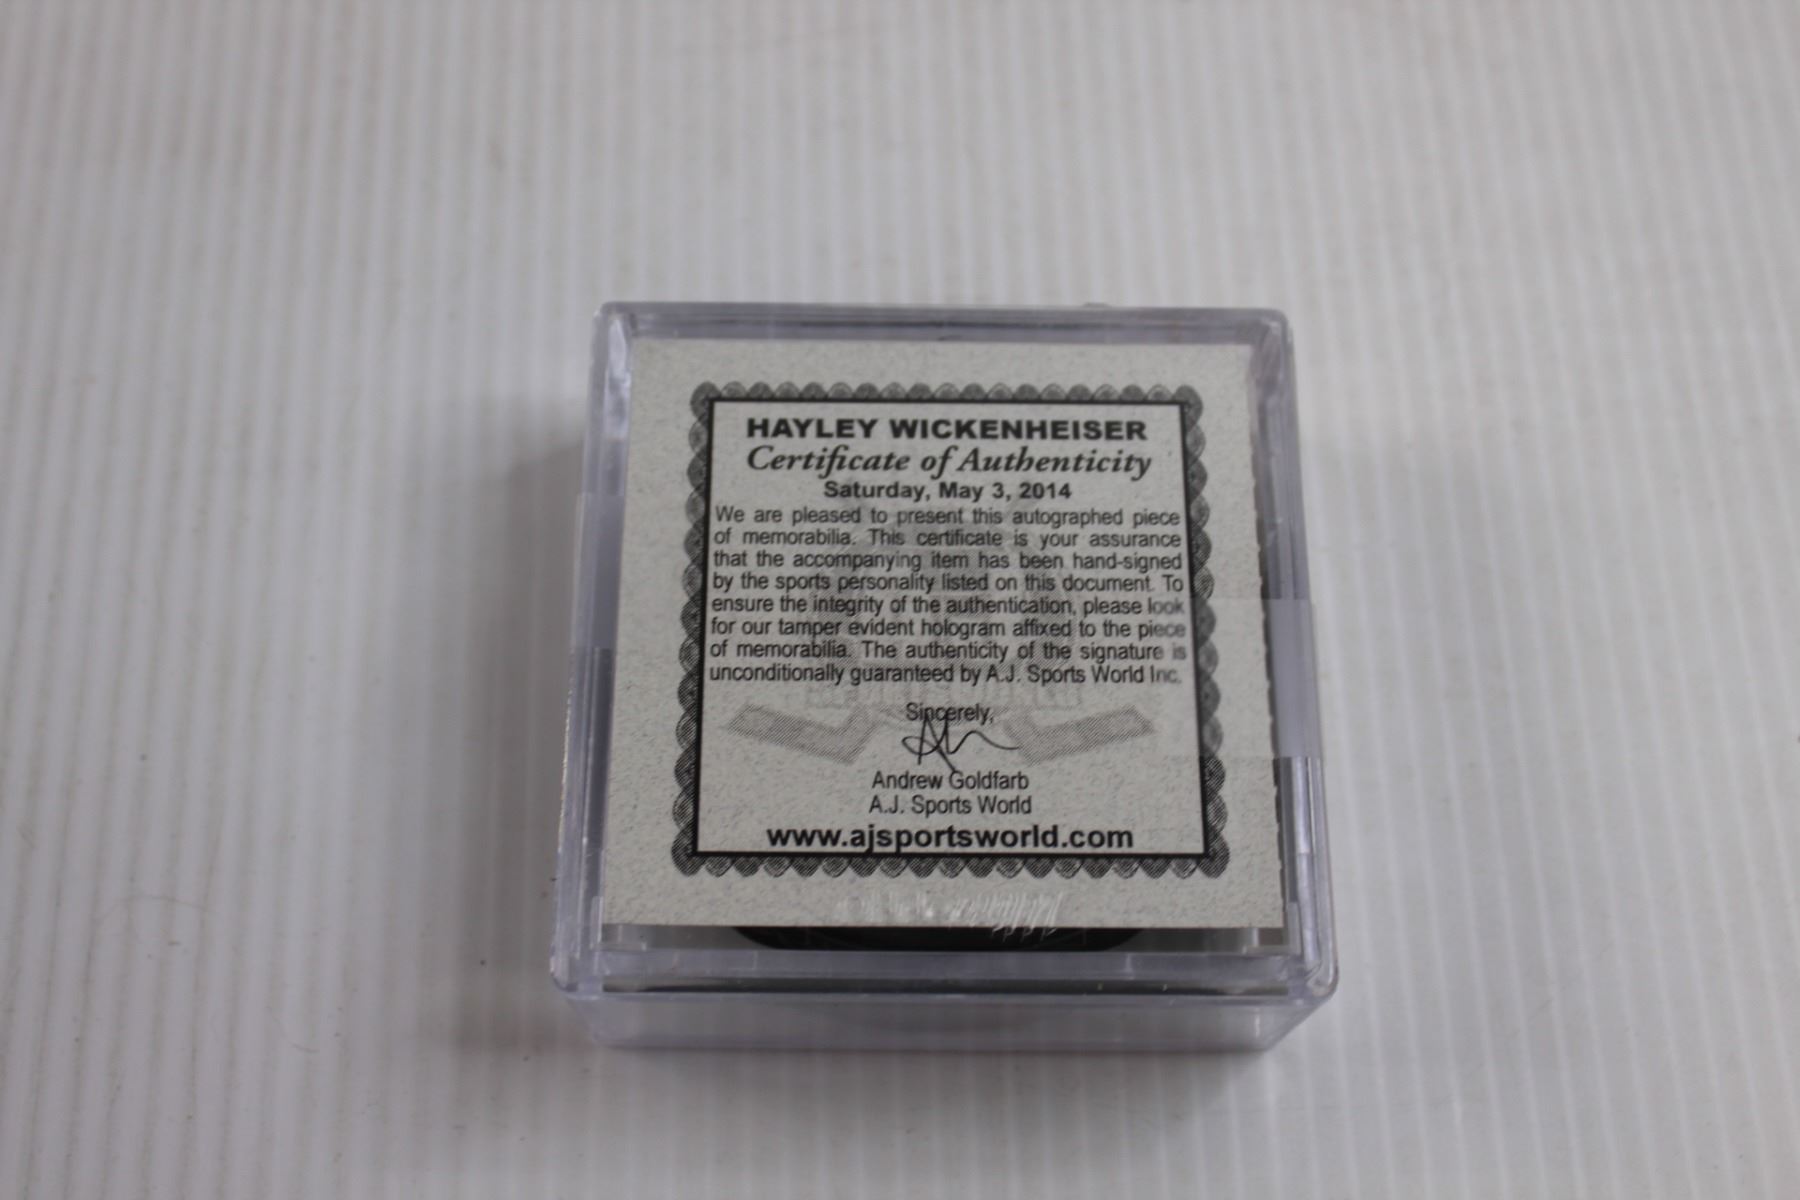 HAYLEY WICKENHEISER
Certificate of Authenticity
Saturday, May 3, 2014
We are pleased to present this autographed piece
of memorabilia. This certificate is your assurance
that the accompanying item has been hand-signed
by the sports personality listed on this document. To
ensure the integrity of the authentication, please look
for our tamper evident hologram affixed to the piece
of memorabilia. The authenticity of the signature is
unconditionally guaranteed by A.J. Sports World Inc.
Sincerely,
Andrew Goldfarb
A.J. Sports World
www.ajsportsworld.com